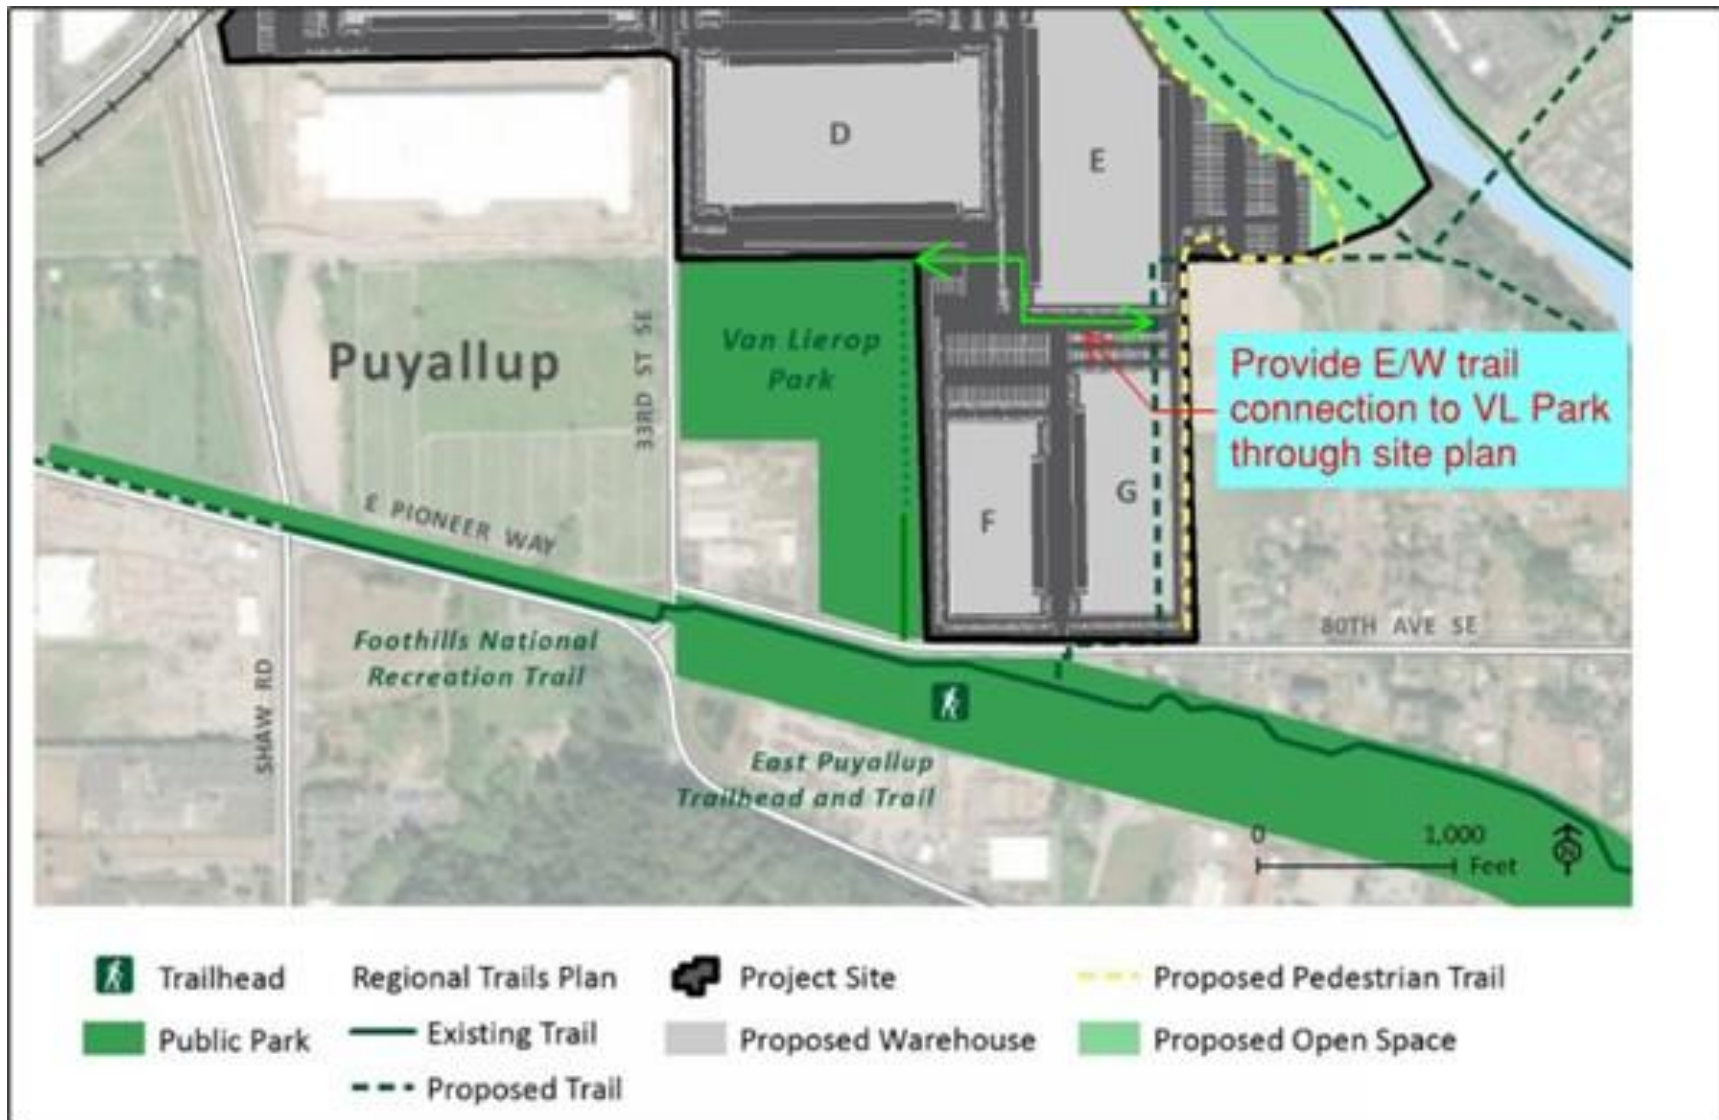 D
E
Van Lierop
Park
Puyallup
33RD ST SE
Provide E/W trail
connection to VL Park
through site plan
F
G
E PIONEER WAY
80TH AVE SE
Foothills National
Recreation Trail
SHAW RD
East Puyallup
Trailhead and Trail
0 1,000
Feet
N
Trailhead
Regional Trails Plan
Project Site
Proposed Pedestrian Trail
Public Park
Existing Trail
Proposed Warehouse
Proposed Open Space
Proposed Trail